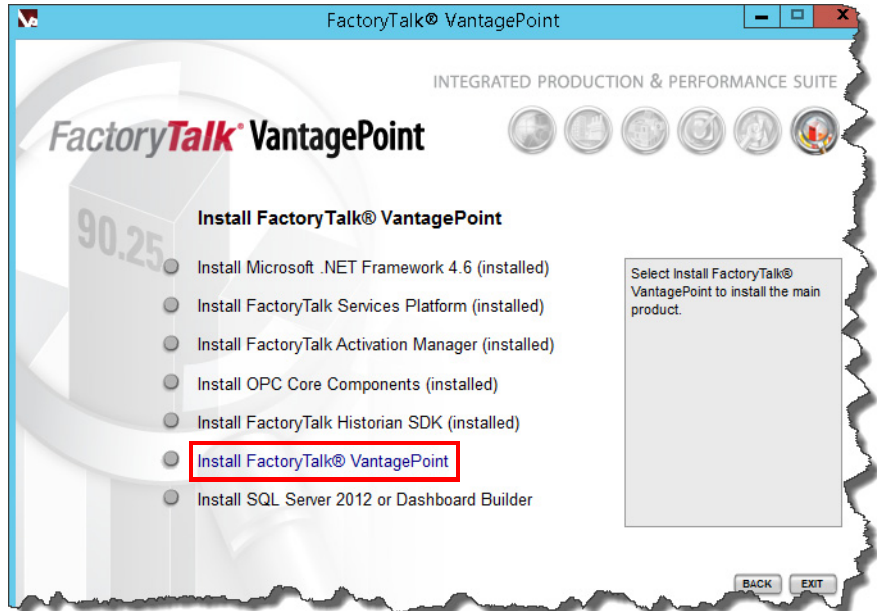 FactoryTalk® VantagePoint
INTEGRATED PRODUCTION & PERFORMANCE SUITE
FactoryTalk® VantagePoint
90.25
Install FactoryTalk® VantagePoint
Install Microsoft .NET Framework 4.6 (installed)
Install FactoryTalk Services Platform (installed)
Install FactoryTalk Activation Manager (installed)
Install OPC Core Components (installed)
Install FactoryTalk Historian SDK (installed)
Install FactoryTalk® VantagePoint
Install SQL Server 2012 or Dashboard Builder
Select Install FactoryTalk®
VantagePoint to install the main
product.
BACK EXIT